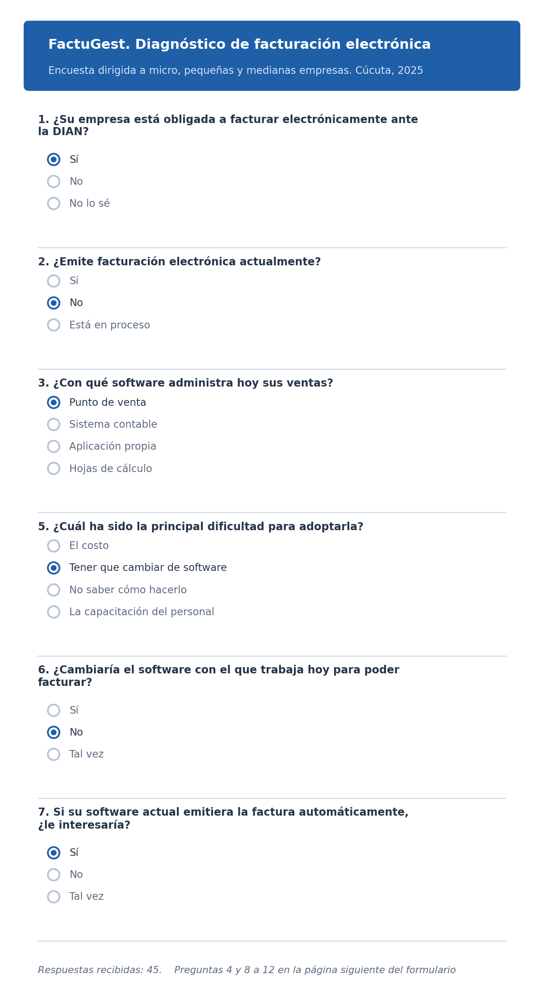 FactuGest. Diagnóstico de facturación electrónica
Encuesta dirigida a micro, pequeñas y medianas empresas. Cúcuta, 2025
1. ¿Su empresa está obligada a facturar electrónicamente ante
la DIAN?
Sí
No
No lo sé
2. ¿Emite facturación electrónica actualmente?
Sí
No
Está en proceso
3. ¿Con qué software administra hoy sus ventas?
Punto de venta
Sistema contable
Aplicación propia
Hojas de cálculo
5. ¿Cuál ha sido la principal dificultad para adoptarla?
El costo
Tener que cambiar de software
No saber cómo hacerlo
La capacitación del personal
6. ¿Cambiaría el software con el que trabaja hoy para poder
facturar?
Sí
No
Tal vez
7. Si su software actual emitiera la factura automáticamente,
¿le interesaría?
Sí
No
Tal vez
Respuestas recibidas: 45. Preguntas 4 y 8 a 12 en la página siguiente del formulario